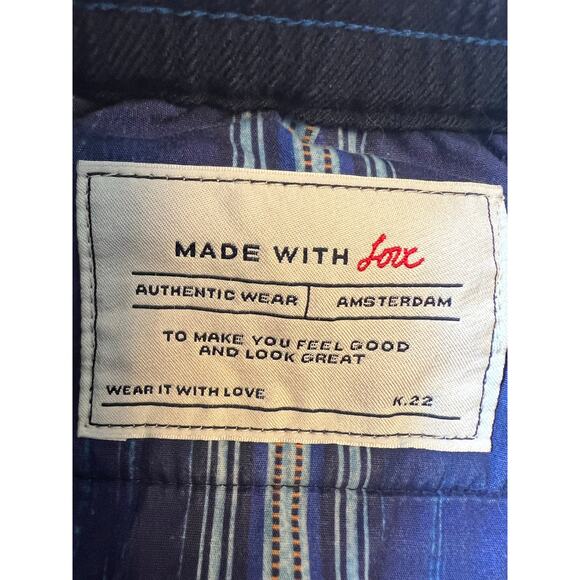 MADE WITH Love
AUTHENTIC WEAR AMSTERDAM
TO MAKE YOU FEEL GOOD
AND LOOK GREAT
WEAR IT WITH LOVE K.22